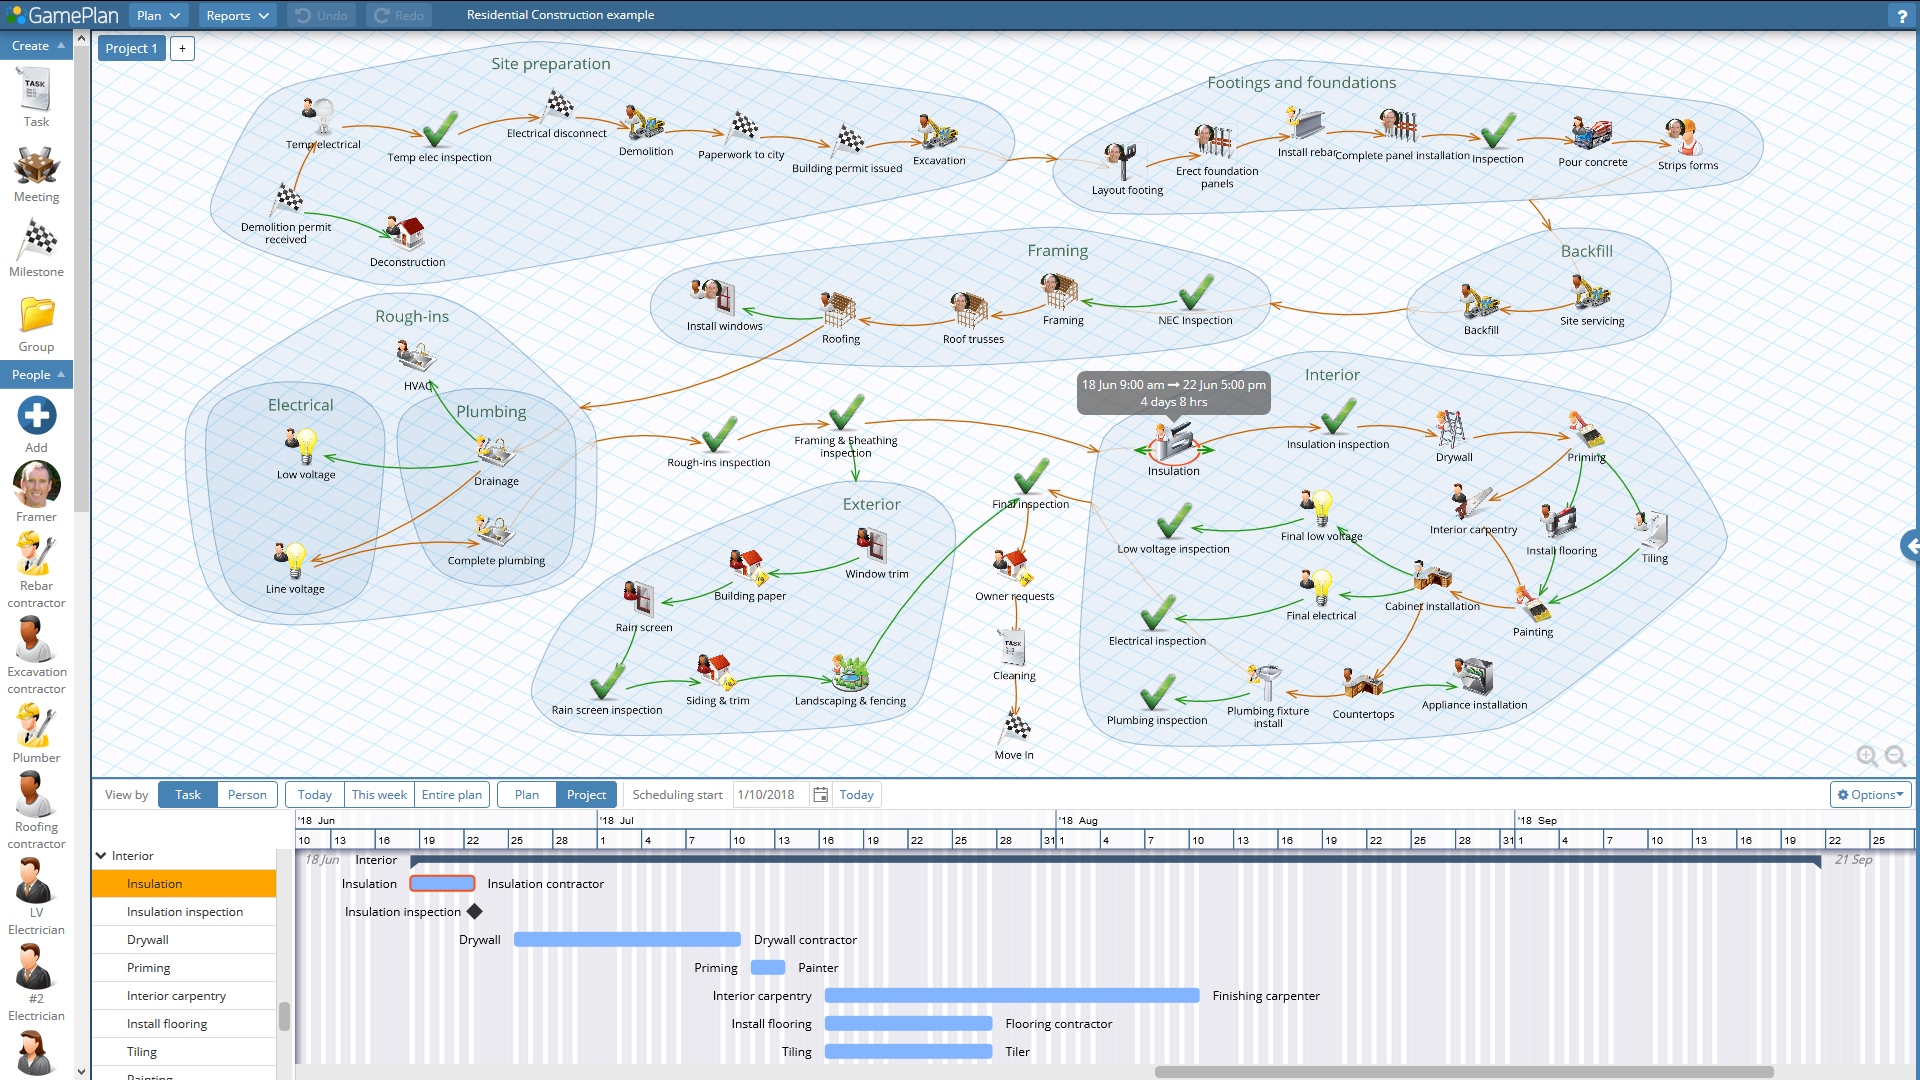 GamePlan
Plan
Reports
Undo
Redo
Residential Construction example
?
Create
TASK
Task
Meeting
Milestone
Group
People
Add
Framer
Rebar
contractor
Excavation
contractor
Plumber
Roofing
contractor
LV
Electrician
#2
Electrician
Project 1
+
Site preparation
Temp electrical
Temp elec inspection
Electrical disconnect
Demolition
Paperwork to city
Building permit issued
Excavation
Demolition permit
received
Deconstruction
Footings and foundations
Layout footing
Erect foundation
panels
Install rebar
Complete panel installation
Inspection
Pour concrete
Strips forms
Framing
Install windows
Roofing
Roof trusses
Framing
NEC Inspection
Backfill
Backfill
Site servicing
Rough-ins
HVAC
Electrical
Low voltage
Line voltage
Plumbing
Drainage
Complete plumbing
Rough-ins inspection
Framing & Sheathing
inspection
18 Jun 9:00 am ➞ 22 Jun 5:00 pm
4 days 8 hrs
Interior
Insulation
Insulation inspection
Drywall
Priming
Interior carpentry
Install flooring
Tiling
Final low voltage
Low voltage inspection
Final electrical
Cabinet installation
Painting
Electrical inspection
Plumbing inspection
Plumbing fixture
install
Countertops
Appliance installation
Exterior
Window trim
Building paper
Rain screen
Rain screen inspection
Siding & trim
Landscaping & fencing
Final inspection
Owner requests
TASK
Cleaning
Move In
View by
Task
Person
Today
This week
Entire plan
Plan
Project
Scheduling start
1/10/2018
Today
Options
'18 Jun
'18 Jul
'18 Aug
'18 Sep
10 13 16 19 22 25 28 1 4 7 10 13 16 19 22 25 28 31 1 4 7 10 13 16 19 22 25 28 31 1 4 7 10 13 16 19 22 25
Interior
18 Jun
Interior
21 Sep
Insulation
Insulation
Insulation contractor
Insulation inspection
Insulation inspection
Drywall
Drywall
Drywall contractor
Priming
Priming
Painter
Interior carpentry
Interior carpentry
Finishing carpenter
Install flooring
Install flooring
Flooring contractor
Tiling
Tiling
Tiler
Painting